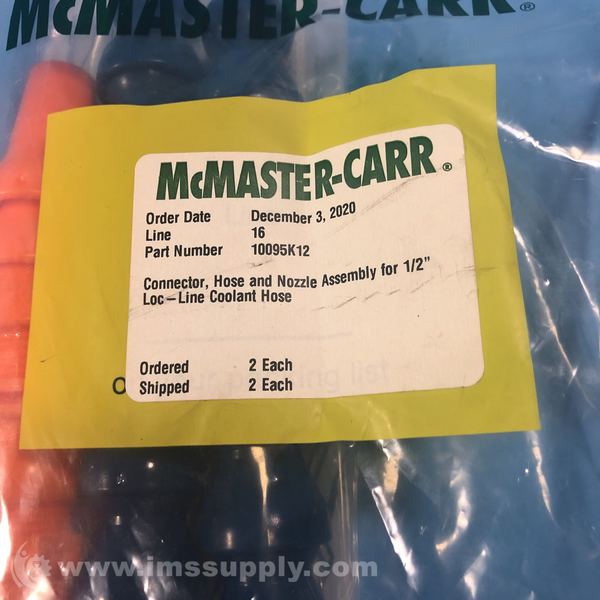 McMASTER-CARR®
McMASTER-CARR®
Order Date December 3, 2020
Line 16
Part Number 10095K12
Connector, Hose and Nozzle Assembly for 1/2"
Loc-Line Coolant Hose
Ordered 2 Each
Shipped 2 Each
list
www.imssupply.com